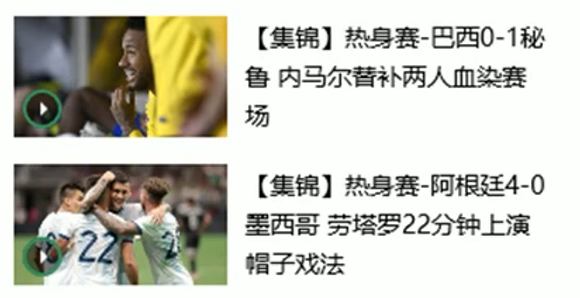 【集锦】热身赛-巴西0-1秘
鲁 内马尔替补两人血染赛
场
【集锦】热身赛-阿根廷4-0
墨西哥 劳塔罗22分钟上演
帽子戏法
22